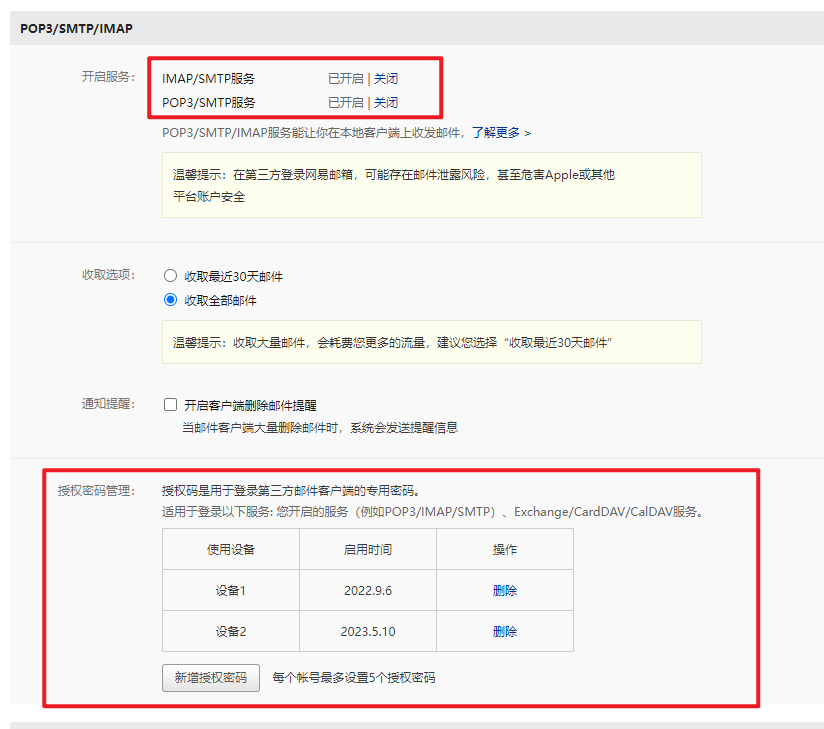 POP3/SMTP/IMAP
开启服务：
IMAP/SMTP服务 已开启 | 关闭
POP3/SMTP服务 已开启 | 关闭
POP3/SMTP/IMAP服务能让你在本地客户端上收发邮件，了解更多 >
温馨提示：在第三方登录网易邮箱，可能存在邮件泄露风险，甚至危害Apple或其他
平台账户安全
收取选项：
收取最近30天邮件
收取全部邮件
温馨提示：收取大量邮件，会耗费您更多的流量，建议您选择“收取最近30天邮件”
通知提醒：
开启客户端删除邮件提醒
当邮件客户端大量删除邮件时，系统会发送提醒信息
授权密码管理：
授权码是用于登录第三方邮件客户端的专用密码。
适用于登录以下服务: 您开启的服务（例如POP3/IMAP/SMTP）、Exchange/CardDAV/CalDAV服务。
使用设备 启用时间 操作
设备1 2022.9.6 删除
设备2 2023.5.10 删除
新增授权密码 每个帐号最多设置5个授权密码